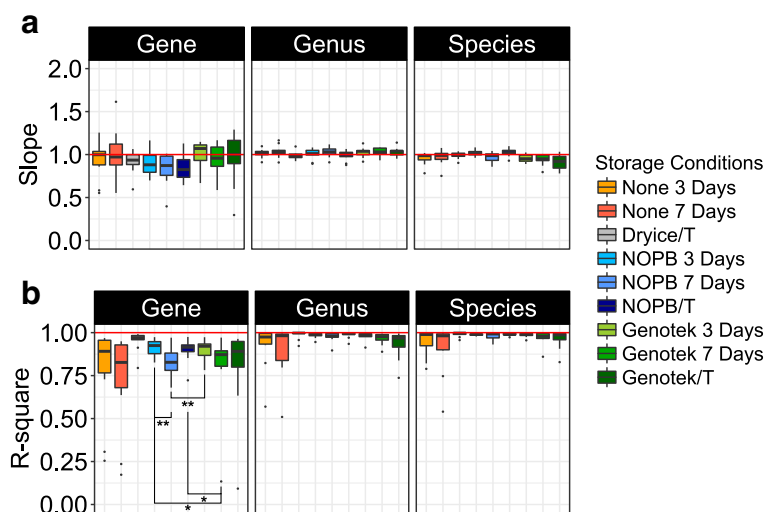 a
Gene Genus Species
Slope
2.0
1.5
1.0
0.5
0.0
Storage Conditions
None 3 Days
None 7 Days
Dryice/T
NOPB 3 Days
NOPB 7 Days
NOPB/T
Genotek 3 Days
Genotek 7 Days
Genotek/T
b
Gene Genus Species
R-square
1.00
0.75
0.50
0.25
0.00
**
**
*
*